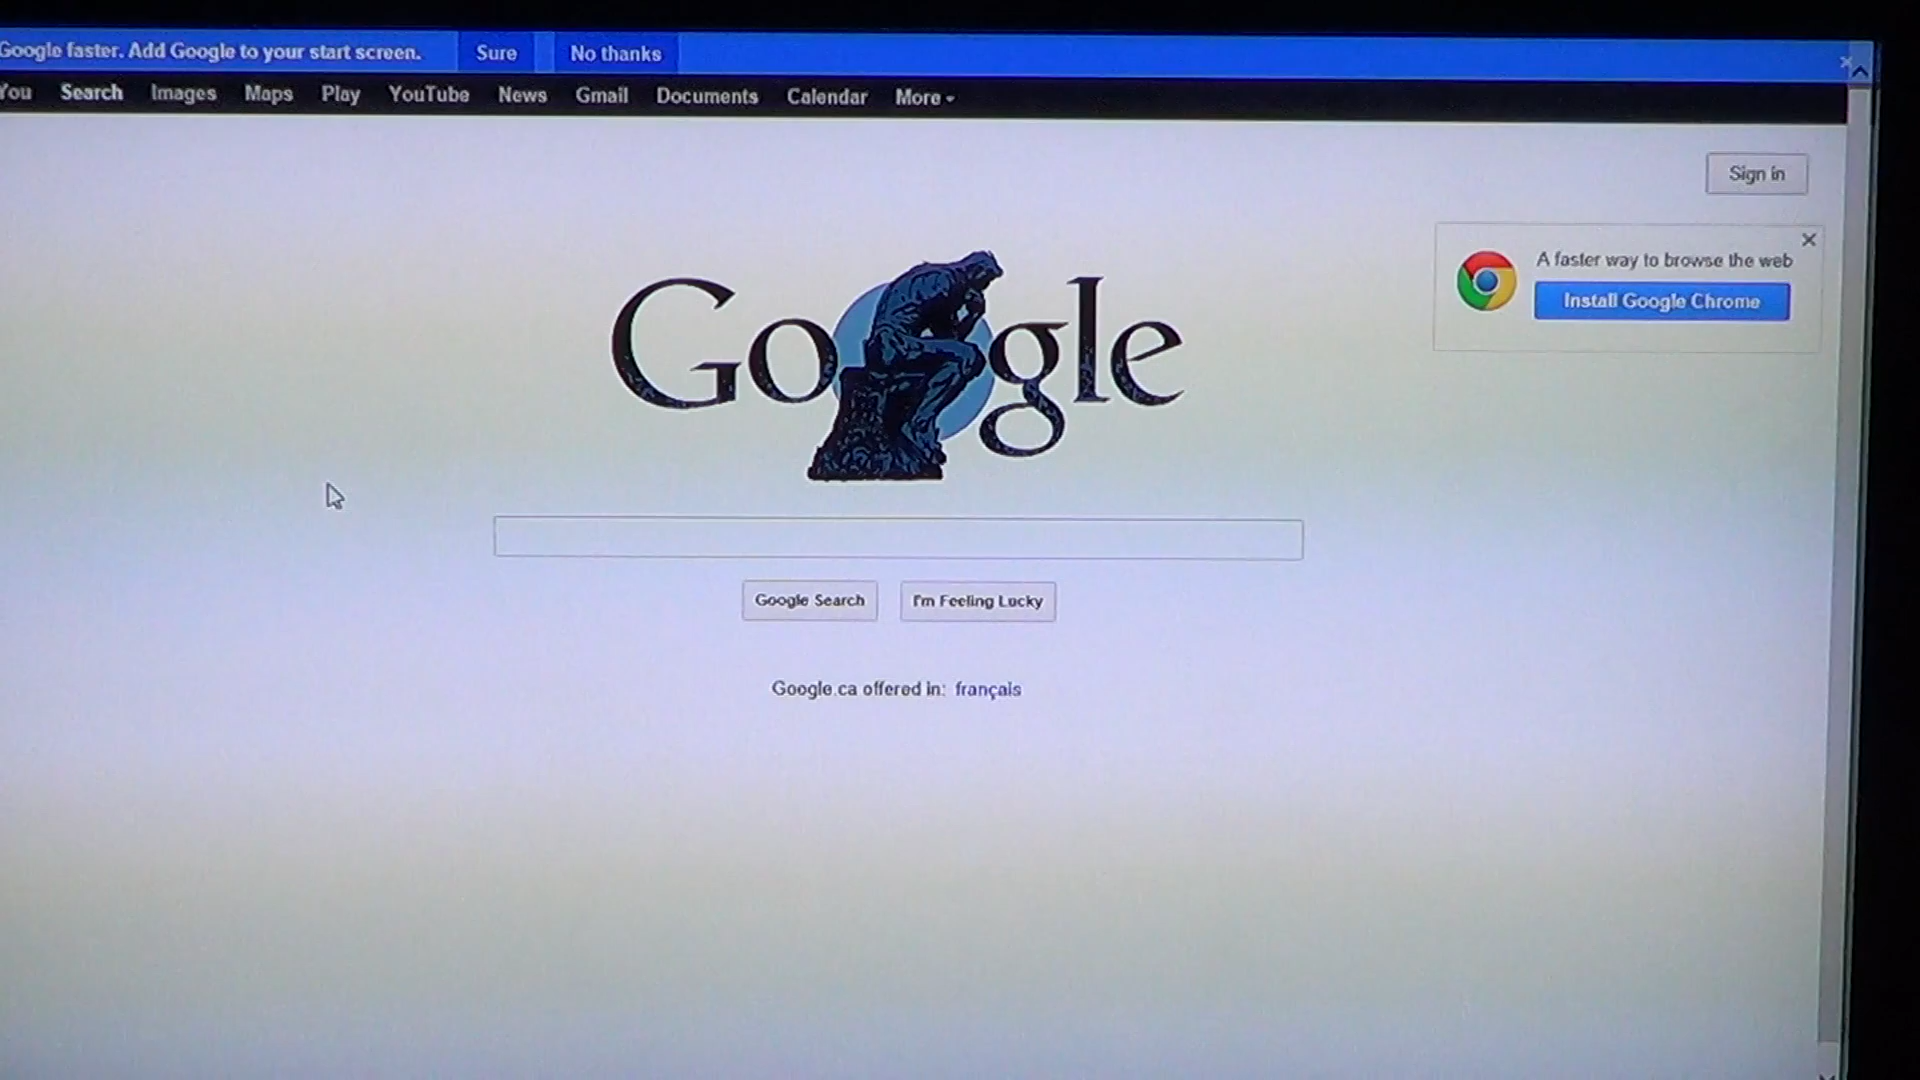 Google faster. Add Google to your start screen. Sure No thanks
You Search Images Maps Play YouTube News Gmail Documents Calendar More
Sign in
A faster way to browse the web
Install Google Chrome
Google
Google Search I'm Feeling Lucky
Google.ca offered in: français